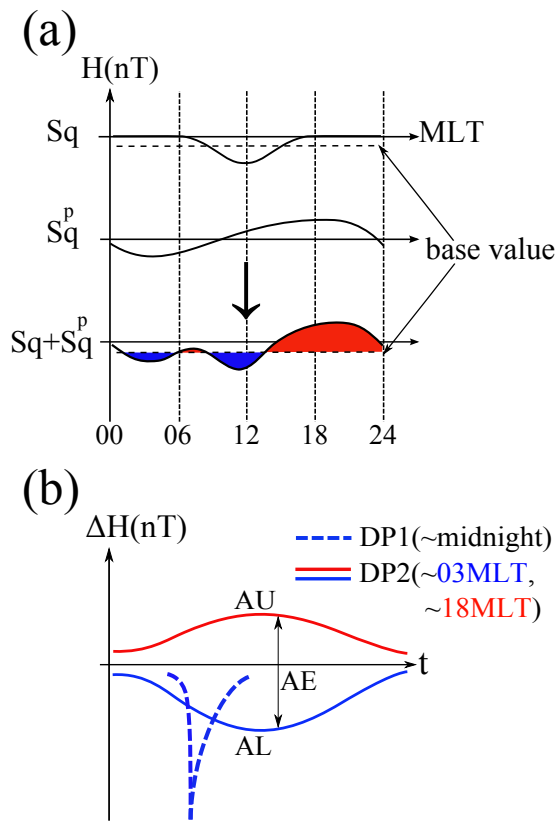 (a)
H(nT)
Sq
MLT
Sq^p
base value
Sq+Sq^p
00 06 12 18 24
(b)
ΔH(nT)
DP1(~midnight)
DP2(~03MLT,
~18MLT)
AU
t
AE
AL